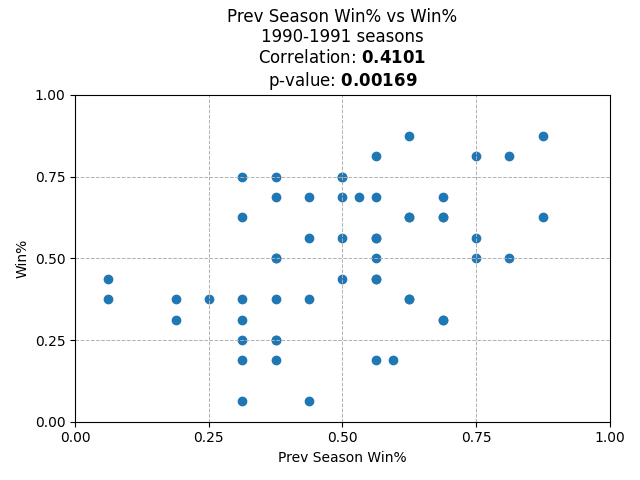 Prev Season Win% vs Win%
1990-1991 seasons
Correlation: 0.4101
p-value: 0.00169
1.00
0.75
0.50
0.25
0.00
Win%
0.00 0.25 0.50 0.75 1.00
Prev Season Win%